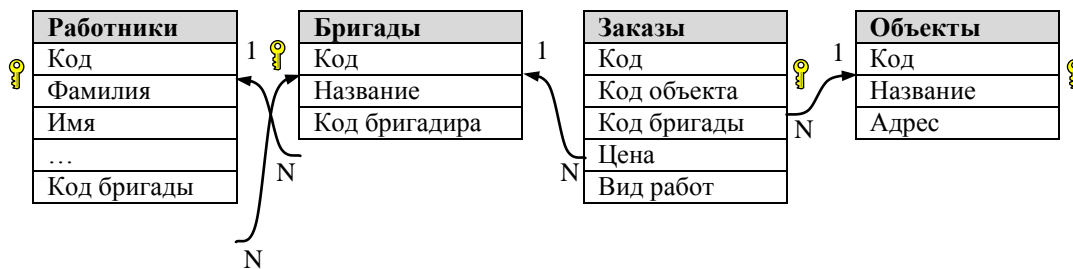 Работники
Код
Фамилия
Имя
…
Код бригады
1
N
N
Бригады
Код
Название
Код бригадира
1
N
Заказы
Код
Код объекта
Код бригады
Цена
Вид работ
1
N
Объекты
Код
Название
Адрес